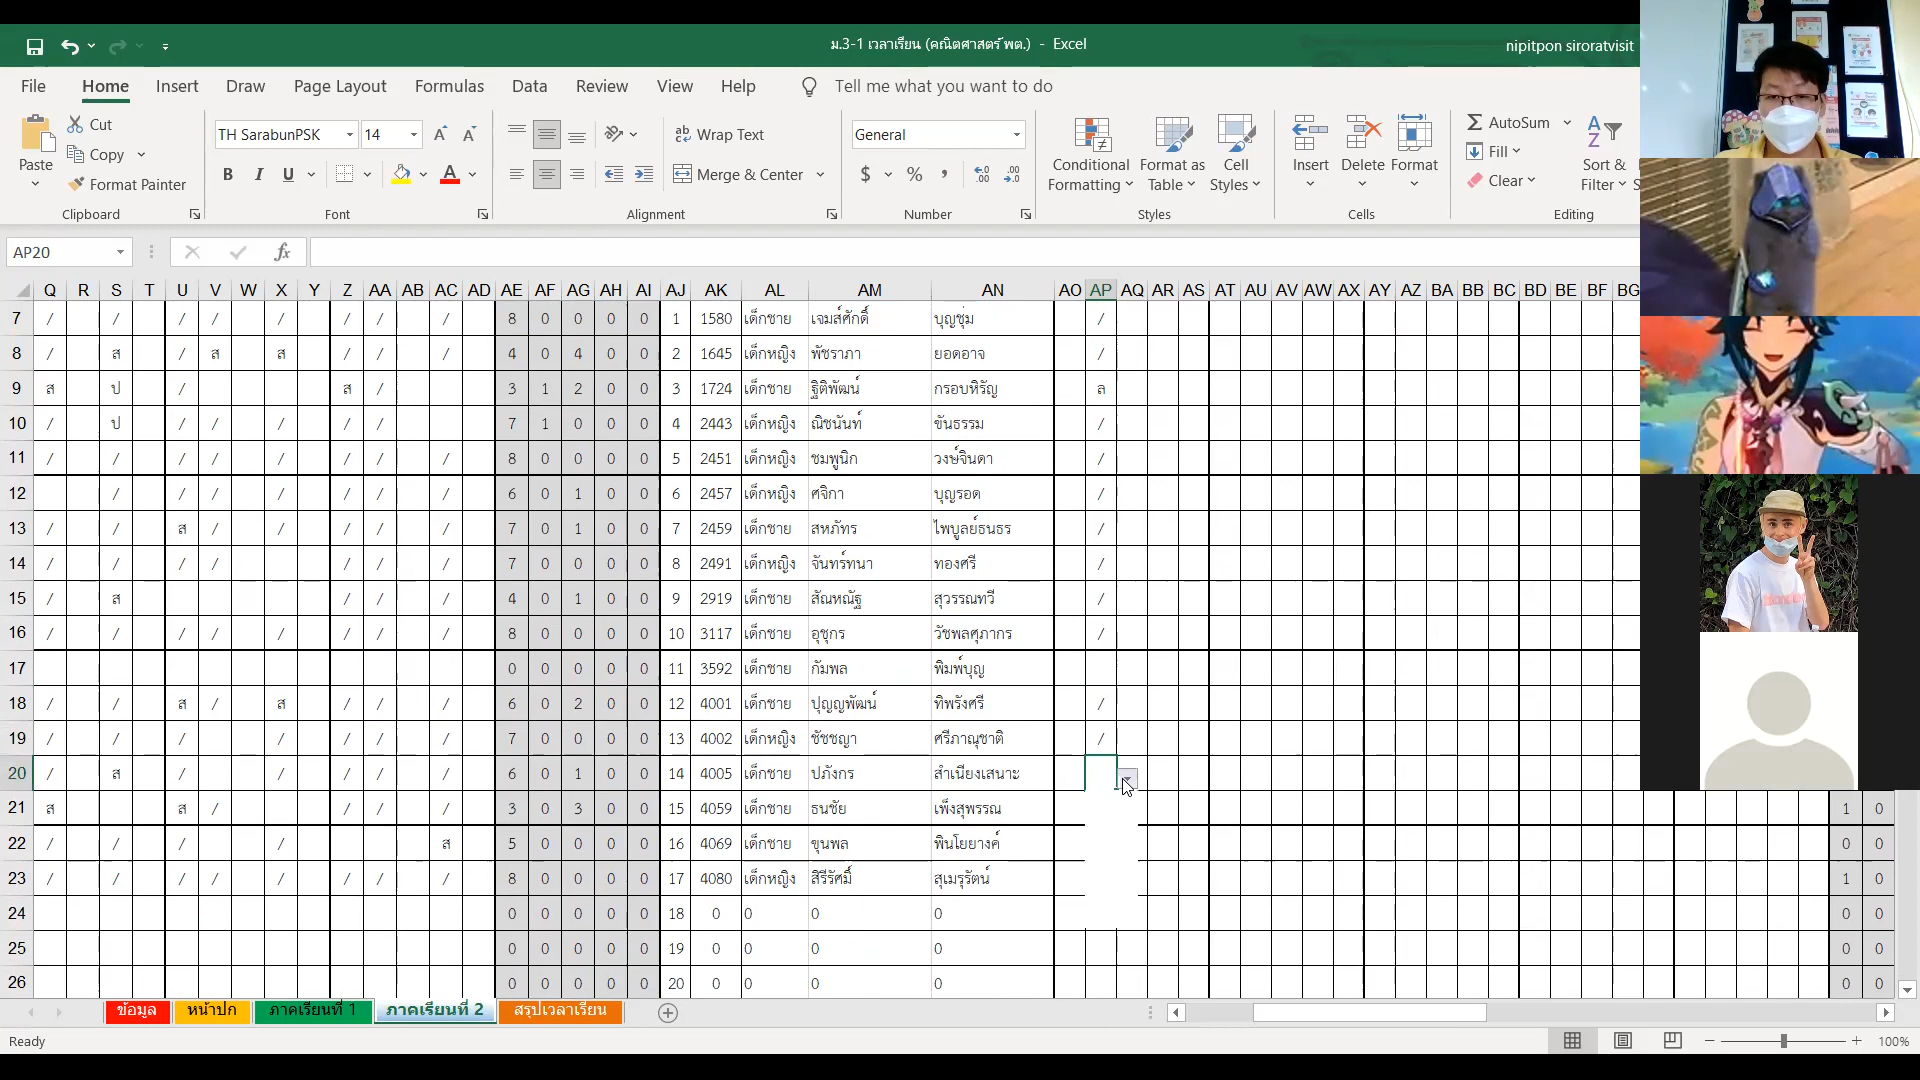 ม.3-1 เวลาเรียน (คณิตศาสตร์ พต.) - Excel
nipitpon siroratvisit
File Home Insert Draw Page Layout Formulas Data Review View Help Tell me what you want to do
Cut
Copy
Format Painter
Paste
Clipboard
TH SarabunPSK 14
B I U
Font
Wrap Text
Merge & Center
Alignment
General
$ % ,
Number
Conditional Formatting
Format as Table
Cell Styles
Styles
Insert Delete Format
Cells
AutoSum
Fill
Clear
Sort & Filter
Editing
AP20
fx
Q R S T U V W X Y Z AA AB AC AD AE AF AG AH AI AJ AK AL AM AN AO AP AQ AR AS AT AU AV AW AX AY AZ BA BB BC BD BE BF BG
7 / / / / / / / / 8 0 0 0 0 1 1580 เด็กชาย เจมส์ศักดิ์ บุญชุ่ม /
8 / ส / ส ส / / / 4 0 4 0 0 2 1645 เด็กหญิง พัชราภา ยอดอาจ /
9 ส ป / ส / 3 1 2 0 0 3 1724 เด็กชาย ฐิติพัฒน์ กรอบหิรัญ ล
10 / ป / / / / / 7 1 0 0 0 4 2443 เด็กหญิง ณิชนันท์ ขันธรรม /
11 / / / / / / / / 8 0 0 0 0 5 2451 เด็กหญิง ชมพูนิก วงษ์จินดา /
12 / / / / / / / 6 0 1 0 0 6 2457 เด็กหญิง ศจิกา บุญรอด /
13 / / ส / / / / / 7 0 1 0 0 7 2459 เด็กชาย สหภัทร ไพบูลย์ธนธร /
14 / / / / / / / 7 0 0 0 0 8 2491 เด็กหญิง จันทร์ทนา ทองศรี /
15 / ส / / / 4 0 1 0 0 9 2919 เด็กชาย สัณหณัฐ สุวรรณทวี /
16 / / / / / / / / 8 0 0 0 0 10 3117 เด็กชาย อุชุกร วัชพลศุภากร /
17 0 0 0 0 0 11 3592 เด็กชาย กัมพล พิมพ์บุญ
18 / / ส / ส / / / 6 0 2 0 0 12 4001 เด็กชาย ปุญญพัฒน์ ทิพรังศรี /
19 / / / / / / / 7 0 0 0 0 13 4002 เด็กหญิง ชัชชญา ศรีภาณุชาติ /
20 / ส / / / / / 6 0 1 0 0 14 4005 เด็กชาย ปภังกร สำเนียงเสนาะ
21 ส ส / / / / 3 0 3 0 0 15 4059 เด็กชาย ธนชัย เพ็งสุพรรณ 1 0
22 / / / / ส 5 0 0 0 0 16 4069 เด็กชาย ขุนพล พินโยยางค์ 0 0
23 / / / / / / / / 8 0 0 0 0 17 4080 เด็กหญิง สิรีรัศมิ์ สุเมรุรัตน์ 1 0
24 0 0 0 0 0 18 0 0 0 0 0 0
25 0 0 0 0 0 19 0 0 0 0 0 0
26 0 0 0 0 0 20 0 0 0 0 0 0
ข้อมูล หน้าปก ภาคเรียนที่ 1 ภาคเรียนที่ 2 สรุปเวลาเรียน
Ready
100%